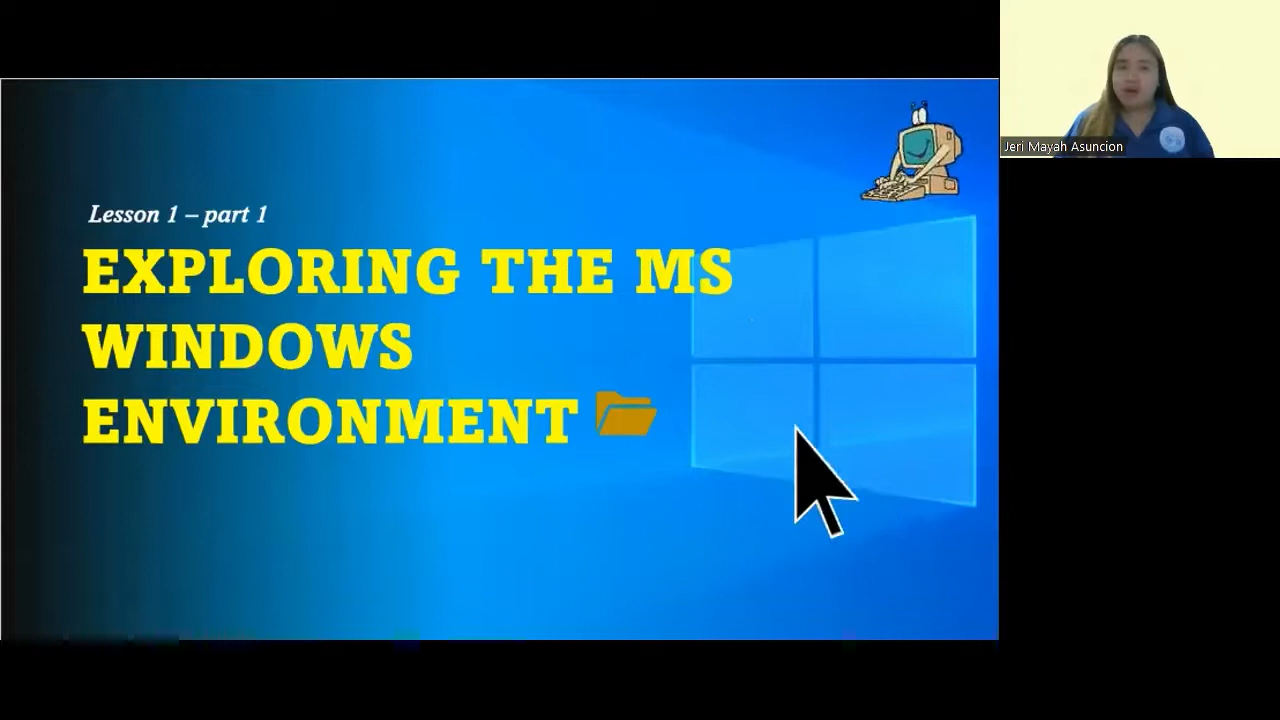 Lesson 1 – part 1
EXPLORING THE MS
WINDOWS
ENVIRONMENT
Jeri Mayah Asuncion